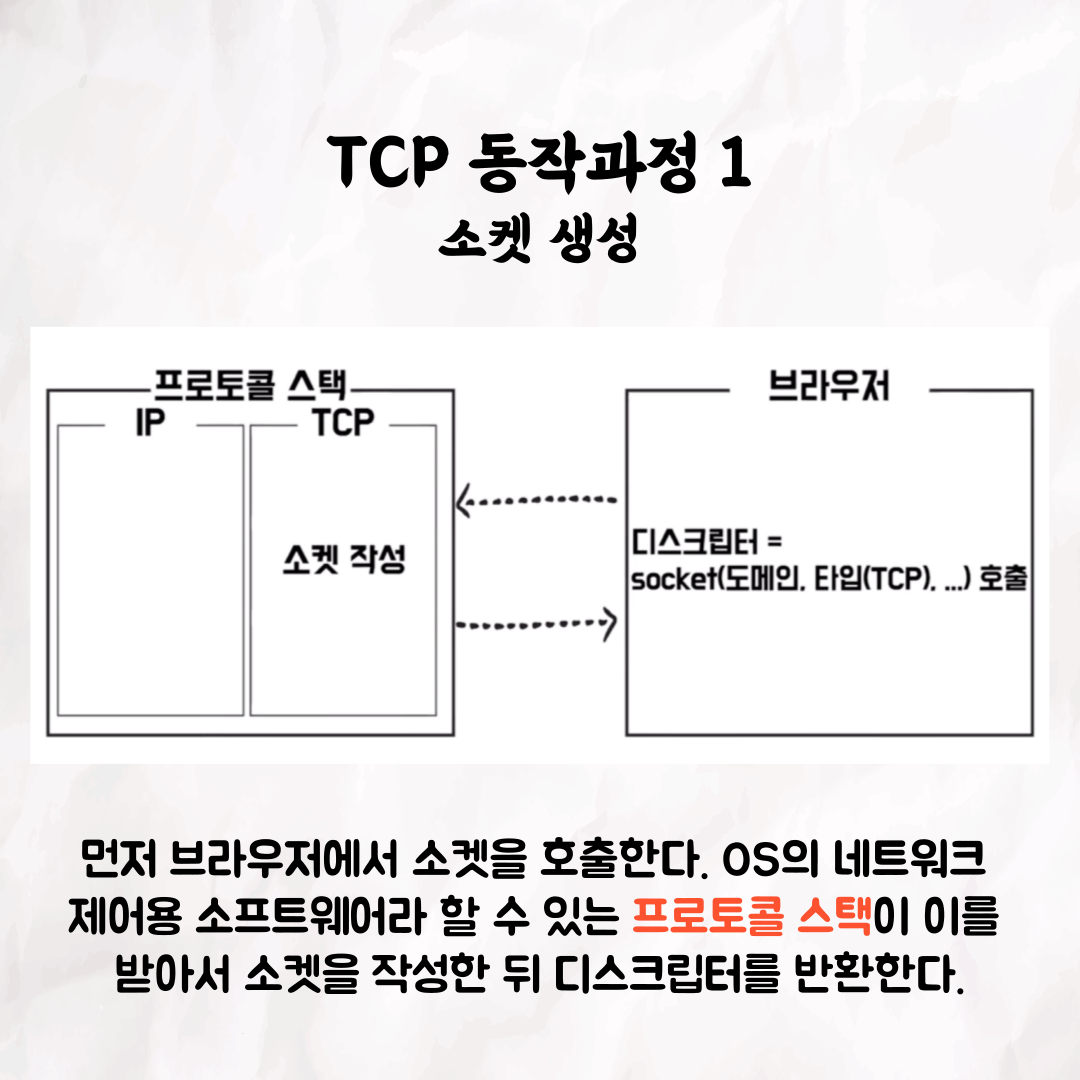 TCP 동작과정 1
소켓 생성
프로토콜 스택
IP
TCP
소켓 작성
브라우저
디스크립터 =
socket(도메인, 타입(TCP), ...) 호출
먼저 브라우저에서 소켓을 호출한다. OS의 네트워크
제어용 소프트웨어라 할 수 있는 프로토콜 스택이 이를
받아서 소켓을 작성한 뒤 디스크립터를 반환한다.